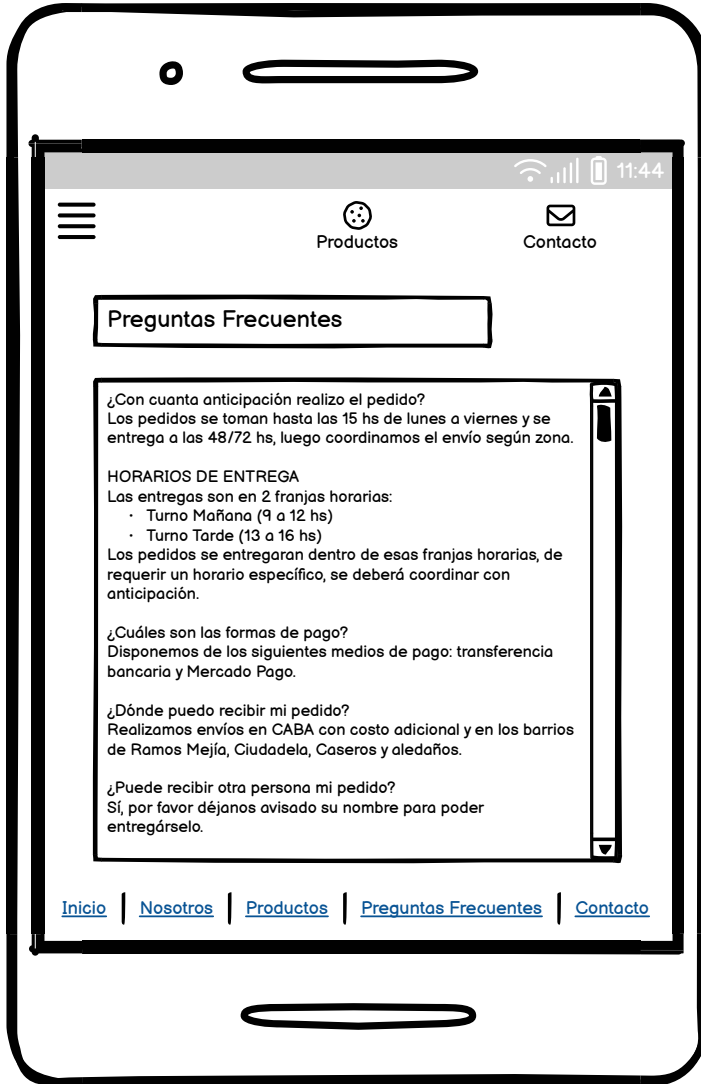 11:44
Productos
Contacto
Preguntas Frecuentes
¿Con cuanta anticipación realizo el pedido?
Los pedidos se toman hasta las 15 hs de lunes a viernes y se
entrega a las 48/72 hs, luego coordinamos el envío según zona.
HORARIOS DE ENTREGA
Las entregas son en 2 franjas horarias:
· Turno Mañana (9 a 12 hs)
· Turno Tarde (13 a 16 hs)
Los pedidos se entregaran dentro de esas franjas horarias, de
requerir un horario específico, se deberá coordinar con
anticipación.
¿Cuáles son las formas de pago?
Disponemos de los siguientes medios de pago: transferencia
bancaria y Mercado Pago.
¿Dónde puedo recibir mi pedido?
Realizamos envíos en CABA con costo adicional y en los barrios
de Ramos Mejía, Ciudadela, Caseros y aledaños.
¿Puede recibir otra persona mi pedido?
Sí, por favor déjanos avisado su nombre para poder
entregárselo.
Inicio Nosotros Productos Preguntas Frecuentes Contacto